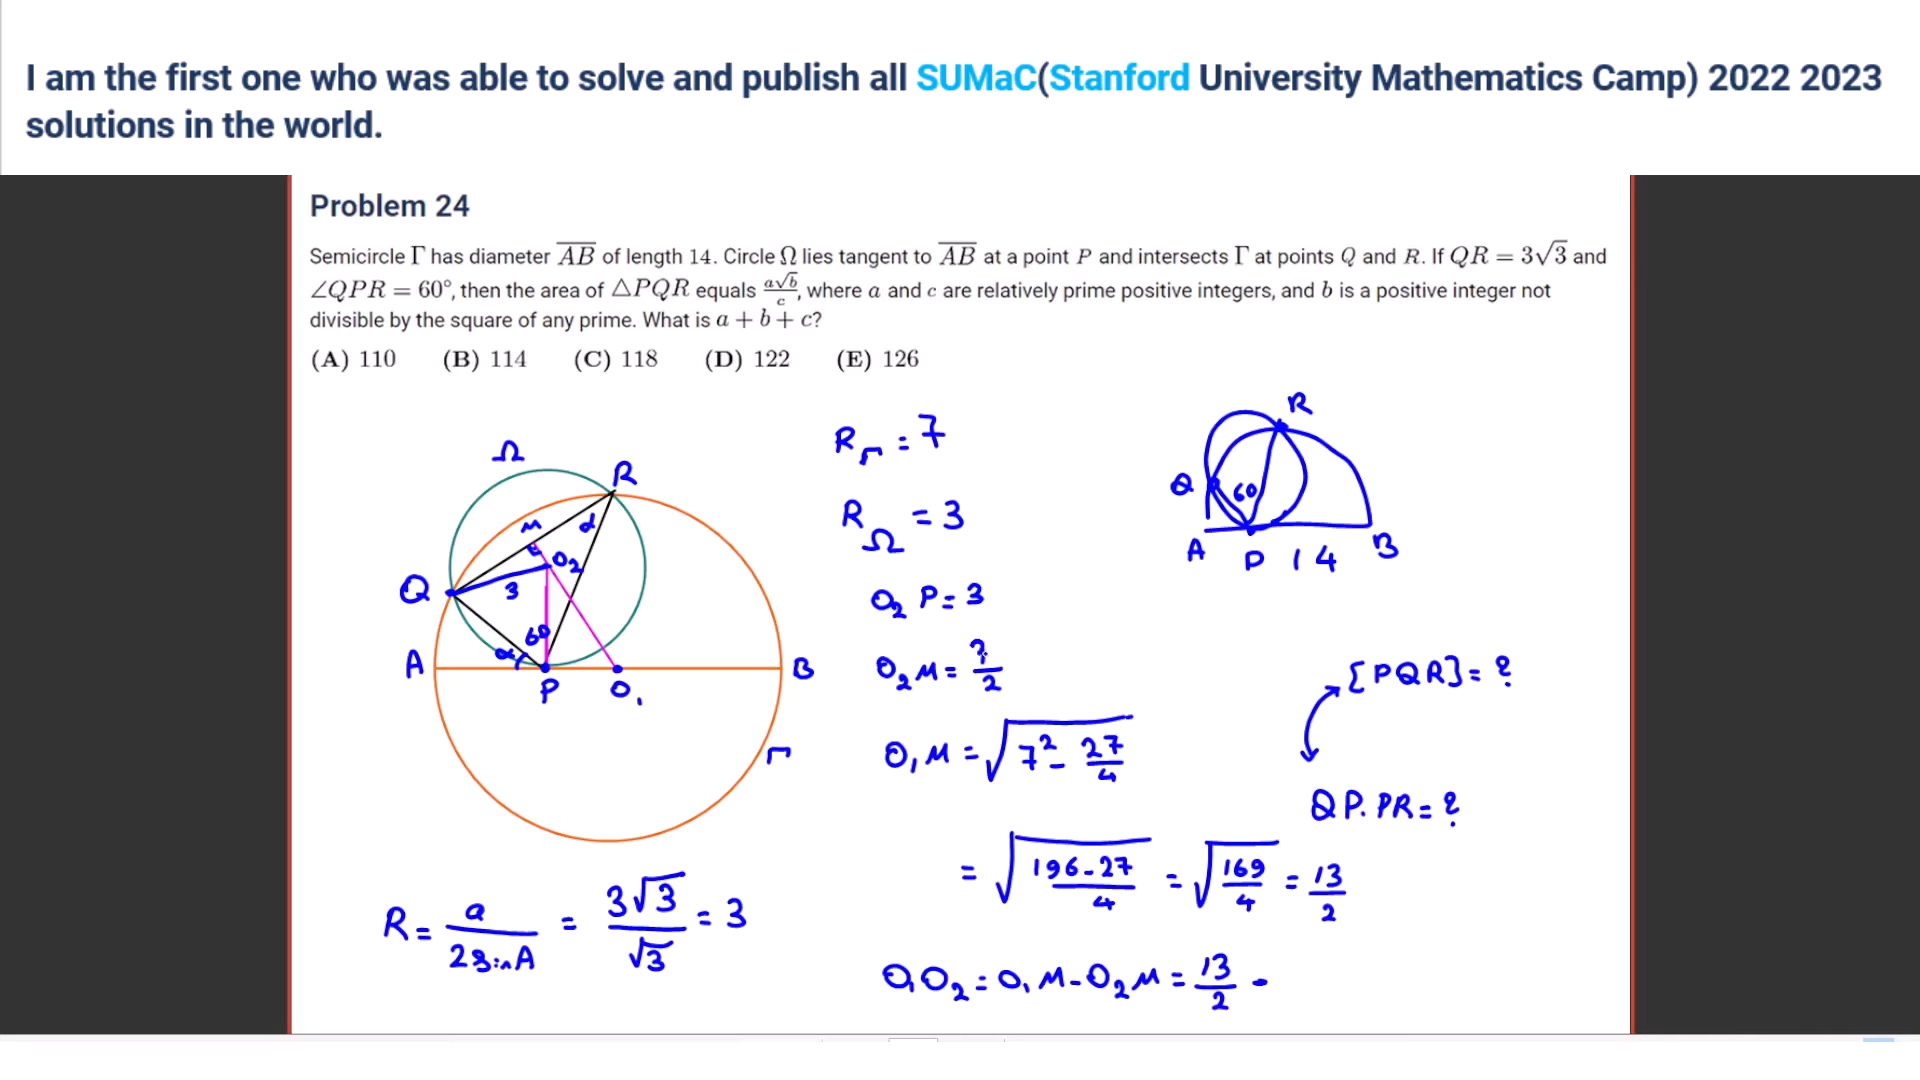 I am the first one who was able to solve and publish all SUMaC(Stanford University Mathematics Camp) 2022 2023
solutions in the world.
Problem 24
Semicircle Γ has diameter AB of length 14. Circle Ω lies tangent to AB at a point P and intersects Γ at points Q and R. If QR = 3√3 and
∠QPR = 60°, then the area of △PQR equals a√b/c, where a and c are relatively prime positive integers, and b is a positive integer not
divisible by the square of any prime. What is a + b + c?
(A) 110 (B) 114 (C) 118 (D) 122 (E) 126
Ω
R
M
α
O₂
Q
3
60
α
A
B
P
O₁
Γ
R
Q
60
A
P
14
B
R_Γ = 7
R_Ω = 3
O₂P = 3
O₂M = ?/2
O₁M = √(7² - 27/4)
= √((196-27)/4) = √(169/4) = 13/2
O₁O₂ = O₁M - O₂M = 13/2 -
[PQR] = ?
QP.PR = ?
R = a/(2sinA) = 3√3/√3 = 3